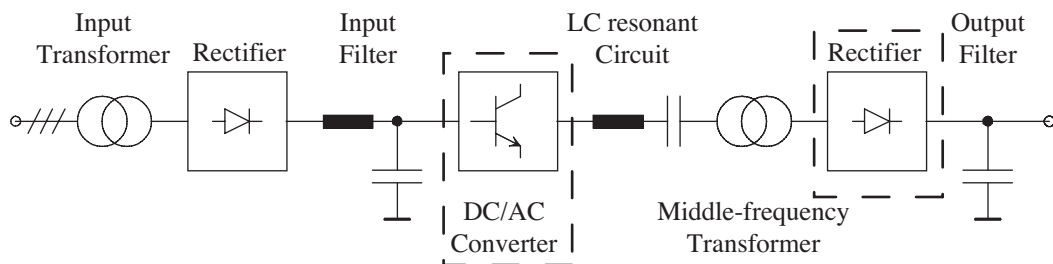 Input
Transformer
Rectifier
Input
Filter
DC/AC
Converter
LC resonant
Circuit
Middle-frequency
Transformer
Rectifier
Output
Filter